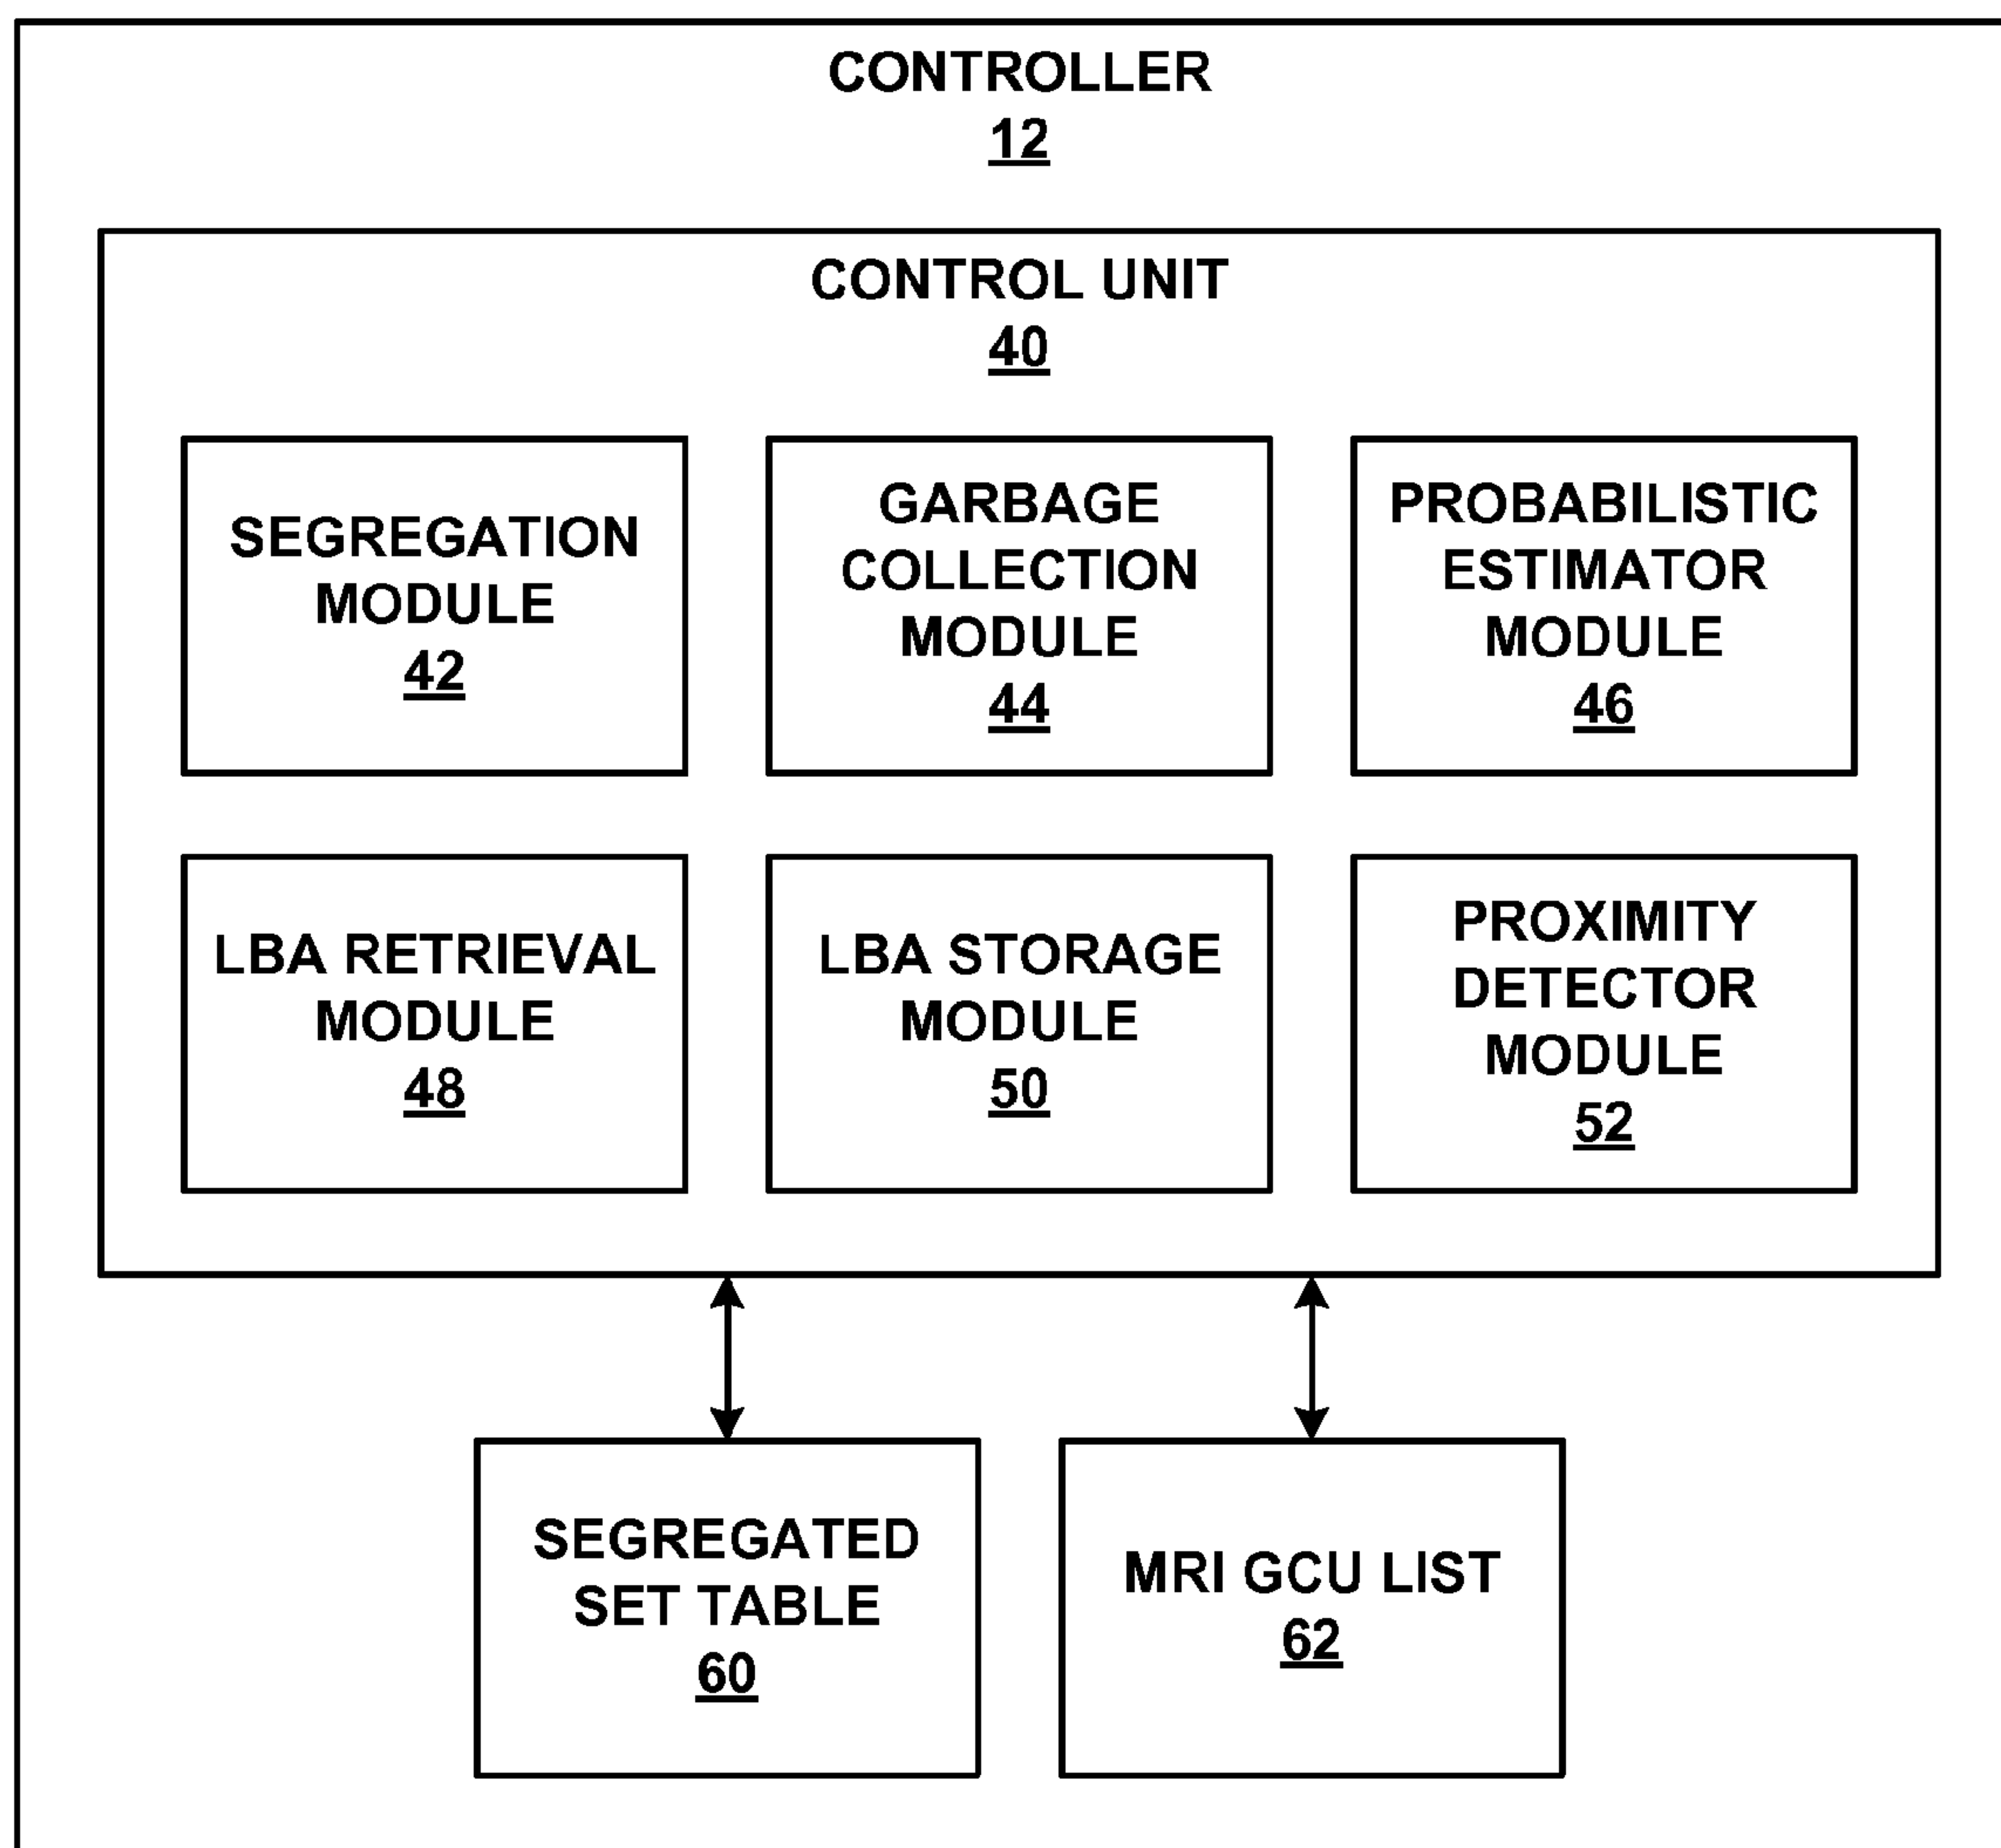 CONTROLLER
12
CONTROL UNIT
40
SEGREGATION
MODULE
42
GARBAGE
COLLECTION
MODULE
44
PROBABILISTIC
ESTIMATOR
MODULE
46
LBA RETRIEVAL
MODULE
48
LBA STORAGE
MODULE
50
PROXIMITY
DETECTOR
MODULE
52
SEGREGATED
SET TABLE
60
MRI GCU LIST
62